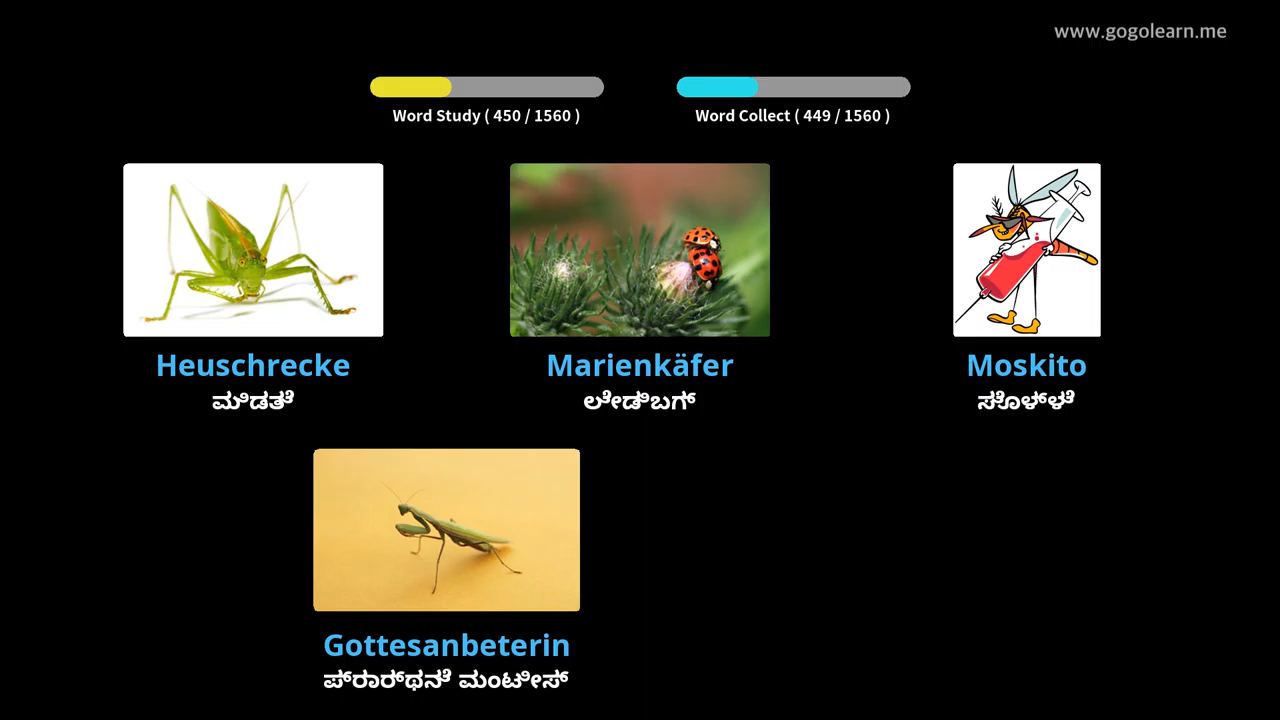 www.gogolearn.me
Word Study ( 450 / 1560 )
Word Collect ( 449 / 1560 )
Heuschrecke
ಮಿಡತೆ
Marienkäfer
ಲೇಡಿಬಗ್
Moskito
ಸೊಳ್ಳೆ
Gottesanbeterin
ಪ್ರಾರ್ಥನೆ ಮಂಟೀಸ್